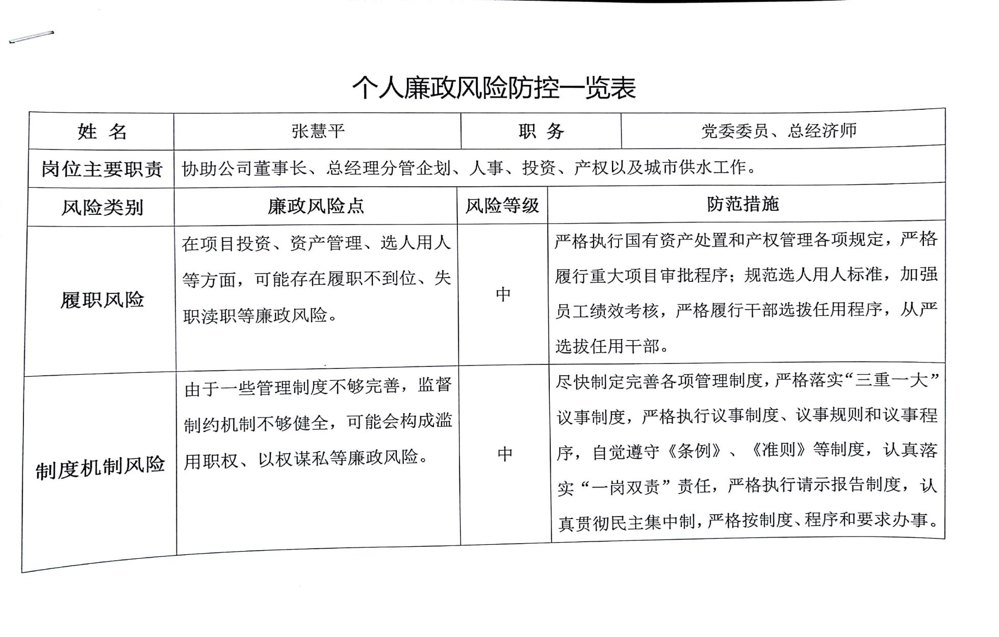 个人廉政风险防控一览表
姓 名 张慧平 职 务 党委委员、总经济师
岗位主要职责 协助公司董事长、总经理分管企划、人事、投资、产权以及城市供水工作。
风险类别 廉政风险点 风险等级 防范措施
履职风险
在项目投资、资产管理、选人用人
等方面，可能存在履职不到位、失
职渎职等廉政风险。
中
严格执行国有资产处置和产权管理各项规定，严格
履行重大项目审批程序；规范选人用人标准，加强
员工绩效考核，严格履行干部选拨任用程序，从严
选拔任用干部。
制度机制风险
由于一些管理制度不够完善，监督
制约机制不够健全，可能会构成滥
用职权、以权谋私等廉政风险。
中
尽快制定完善各项管理制度，严格落实“三重一大”
议事制度，严格执行议事制度、议事规则和议事程
序，自觉遵守《条例》、《准则》等制度，认真落
实“一岗双责”责任，严格执行请示报告制度，认
真贯彻民主集中制，严格按制度、程序和要求办事。